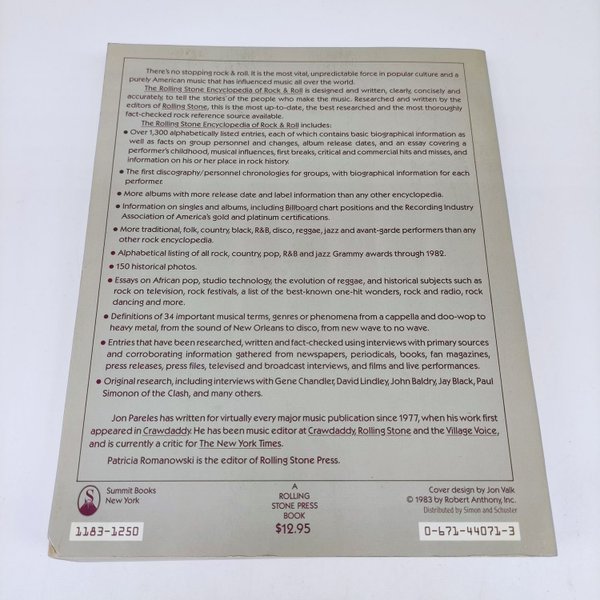 There's no stopping rock & roll. It is the most vital, unpredictable force in popular culture and a
purely American music that has influenced music all over the world.
The Rolling Stone Encyclopedia of Rock & Roll is designed and written, clearly, concisely and
accurately, to tell the stories of the people who make the music. Researched and written by the
editors of Rolling Stone, this is the most up-to-date, the best researched and the most thoroughly
fact-checked rock reference source available.
The Rolling Stone Encyclopedia of Rock & Roll includes:
• Over 1,300 alphabetically listed entries, each of which contains basic biographical information as
well as facts on group personnel and changes, album release dates, and an essay covering a
performer's childhood, musical influences, first breaks, critical and commercial hits and misses, and
information on his or her place in rock history.
• The first discography/personnel chronologies for groups, with biographical information for each
performer.
• More albums with more release date and label information than any other encyclopedia.
• Information on singles and albums, including Billboard chart positions and the Recording Industry
Association of America's gold and platinum certifications.
• More traditional, folk, country, black, R&B, disco, reggae, jazz and avant-garde performers than any
other rock encyclopedia.
• Alphabetical listing of all rock, country, pop, R&B and jazz Grammy awards through 1982.
• 150 historical photos.
• Essays on African pop, studio technology, the evolution of reggae, and historical subjects such as
rock on television, rock festivals, a list of the best-known one-hit wonders, rock and radio, rock
dancing and more.
• Definitions of 34 important musical terms, genres or phenomena from a cappella and doo-wop to
heavy metal, from the sound of New Orleans to disco, from new wave to no wave.
• Entries that have been researched, written and fact-checked using interviews with primary sources
and corroborating information gathered from newspapers, periodicals, books, fan magazines,
press releases, press files, televised and broadcast interviews, and films and live performances.
• Original research, including interviews with Gene Chandler, David Lindley, John Baldry, Jay Black, Paul
Simonon of the Clash, and many others.
Jon Pareles has written for virtually every major music publication since 1977, when his work first
appeared in Crawdaddy. He has been music editor at Crawdaddy, Rolling Stone and the Village Voice,
and is currently a critic for The New York Times.
Patricia Romanowski is the editor of Rolling Stone Press.
Summit Books
New York
A
ROLLING
STONE PRESS
BOOK
$12.95
Cover design by Jon Valk
© 1983 by Robert Anthony, Inc.
Distributed by Simon and Schuster
1183-1250
0-671-44071-3